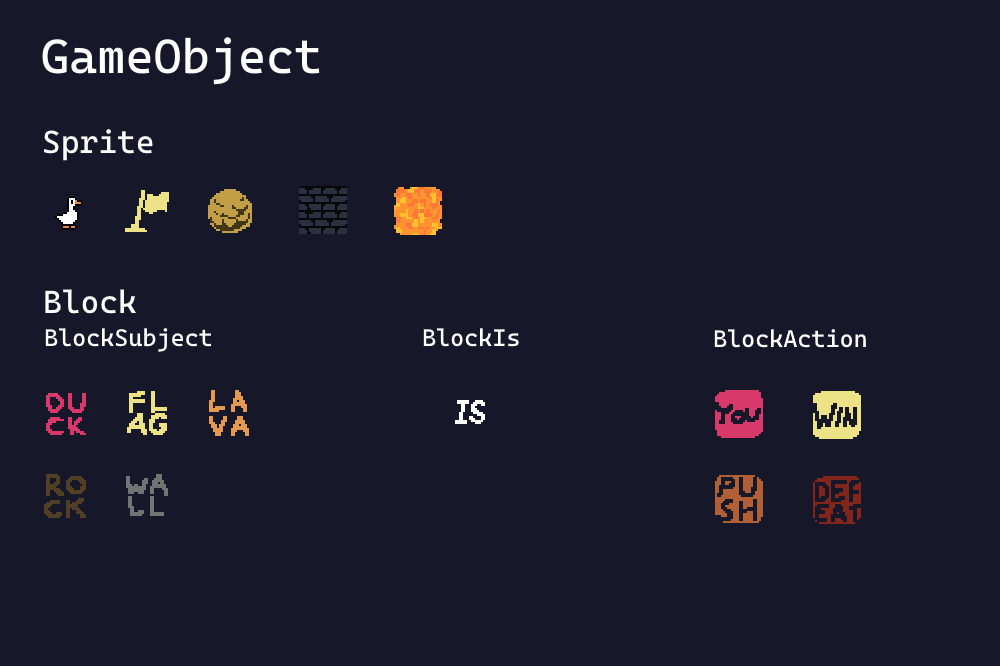 GameObject
Sprite
Block
BlockSubject BlockIs BlockAction
DU
CK
FL
AG
LA
VA
IS
You
WIN
RO
CK
WA
LL
PU
SH
DEF
EAT